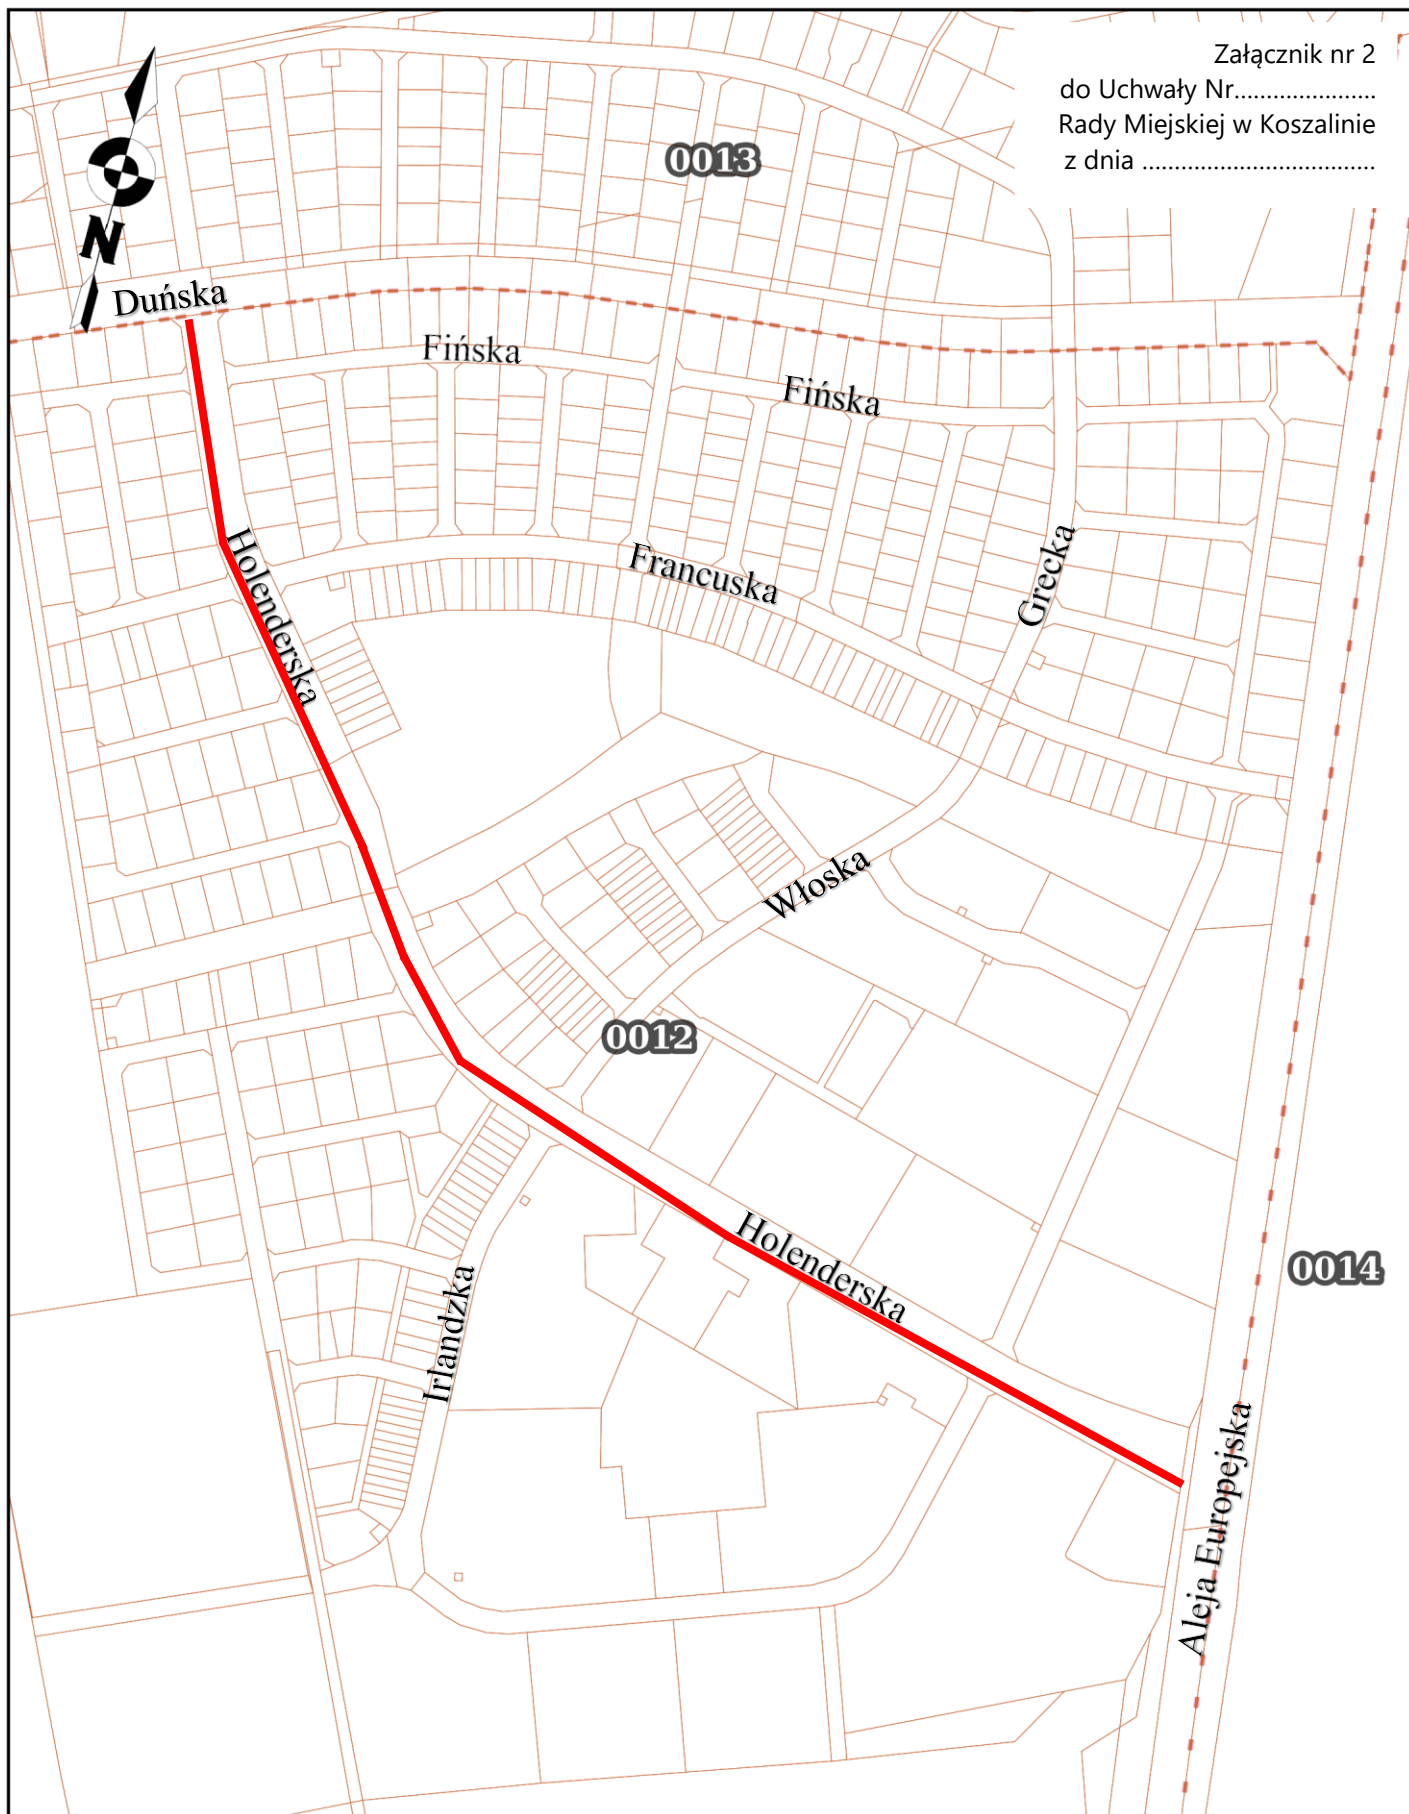 Załącznik nr 2
do Uchwały Nr......................
Rady Miejskiej w Koszalinie
z dnia ....................................
0013
N
Duńska
Fińska
Fińska
Holenderska
Francuska
Grecka
Włoska
0012
Holenderska
0014
Irlandzka
Aleja Europejska